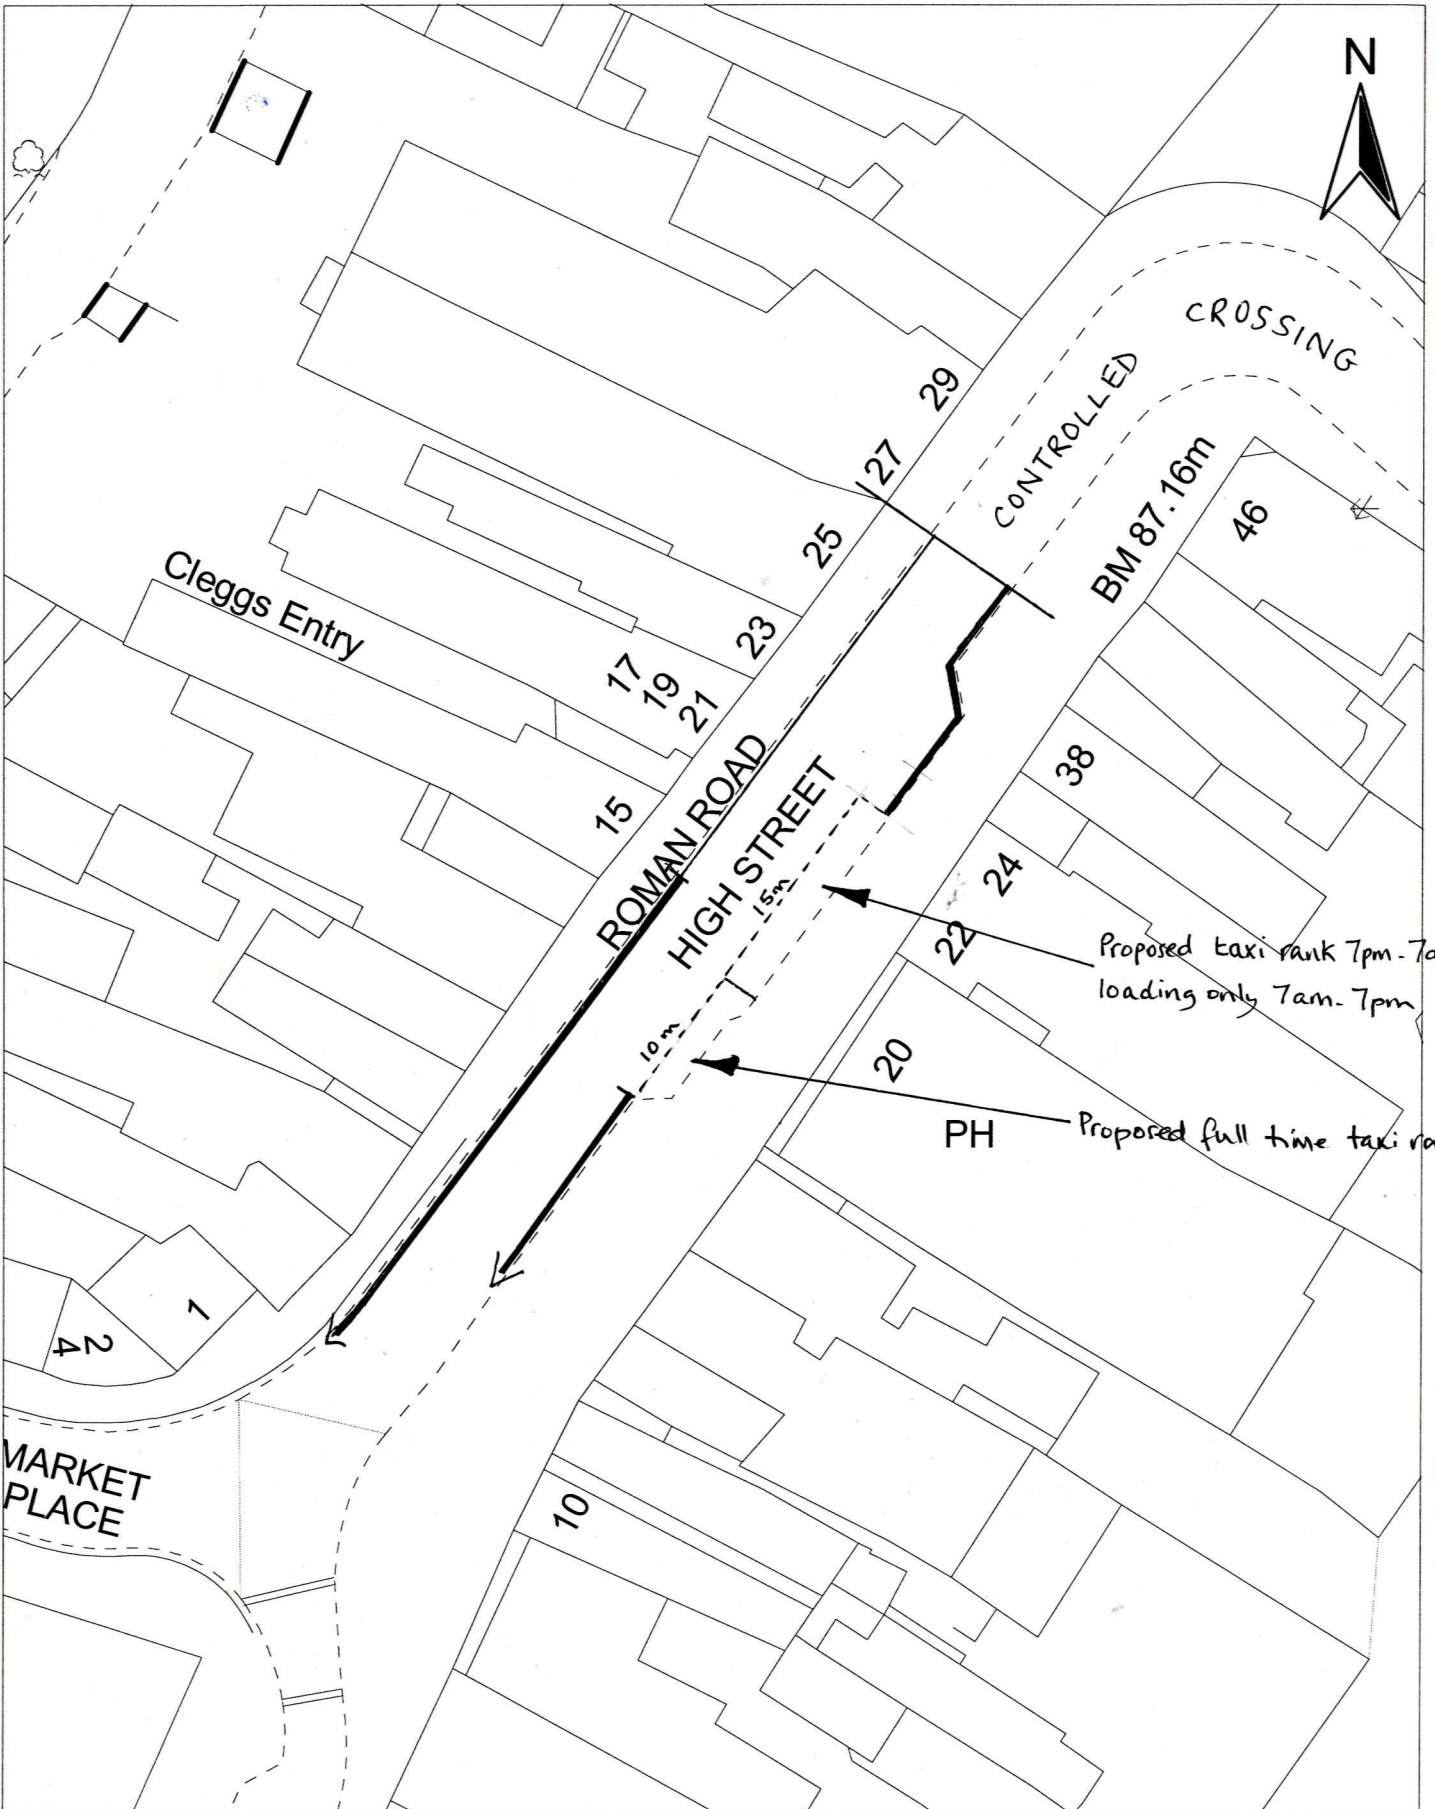 N
CROSSING
CONTROLLED
29
27
BM 87.16m
46
25
Cleggs Entry
23
17
19
21
38
ROMAN ROAD
HIGH STREET
15
15m
24
22
Proposed taxi rank 7pm-7a
loading only 7am-7pm
10m
20
PH
Proposed full time taxi ra
1
2
4
MARKET
PLACE
10